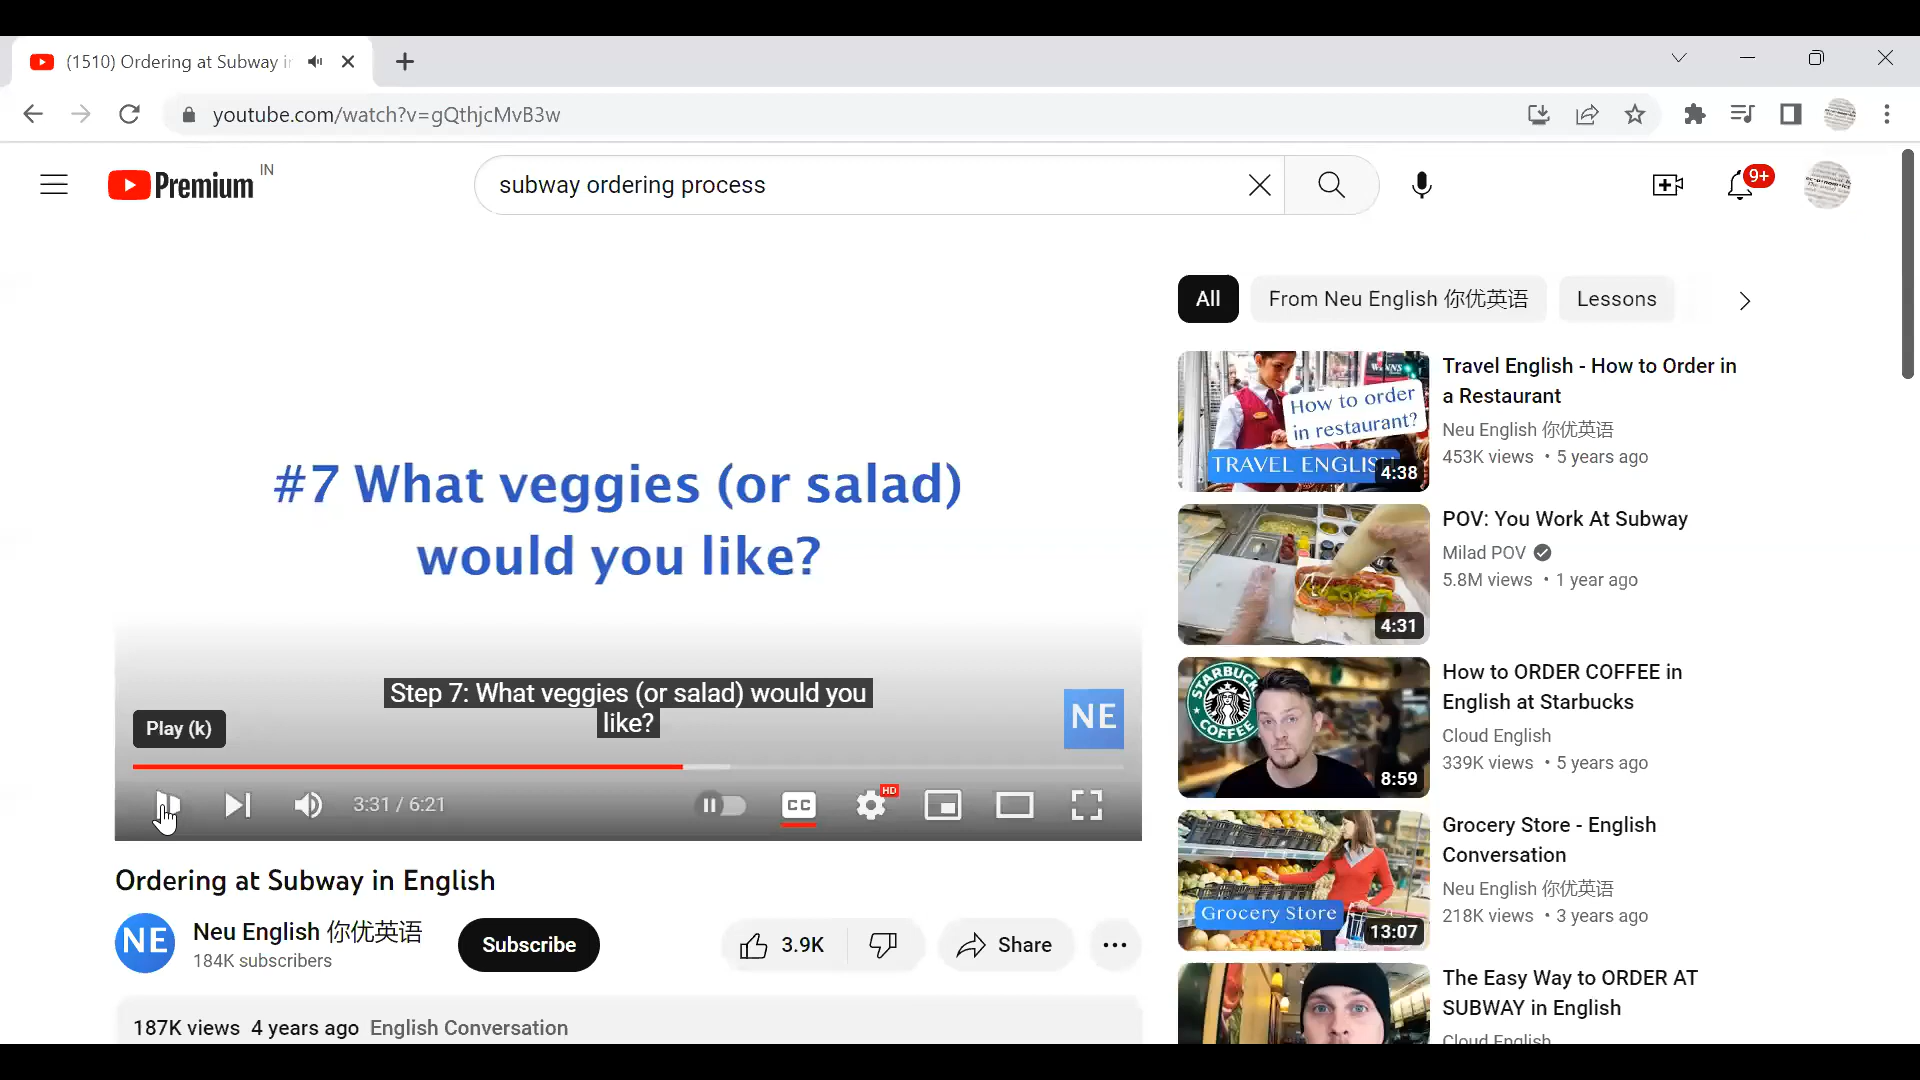 (1510) Ordering at Subway in
youtube.com/watch?v=gQthjcMvB3w
Premium IN
subway ordering process
9+
All
From Neu English 你优英语
Lessons
#7 What veggies (or salad)
would you like?
Step 7: What veggies (or salad) would you
like?
NE
Play (k)
3:31 / 6:21
CC
HD
Ordering at Subway in English
NE
Neu English 你优英语
184K subscribers
Subscribe
3.9K
Share
187K views 4 years ago English Conversation
How to order
in restaurant?
TRAVEL ENGLISH
4:38
Travel English - How to Order in
a Restaurant
Neu English 你优英语
453K views • 5 years ago
4:31
POV: You Work At Subway
Milad POV
5.8M views • 1 year ago
STARBUCKS
COFFEE
8:59
How to ORDER COFFEE in
English at Starbucks
Cloud English
339K views • 5 years ago
Grocery Store
13:07
Grocery Store - English
Conversation
Neu English 你优英语
218K views • 3 years ago
The Easy Way to ORDER AT
SUBWAY in English
Cloud English